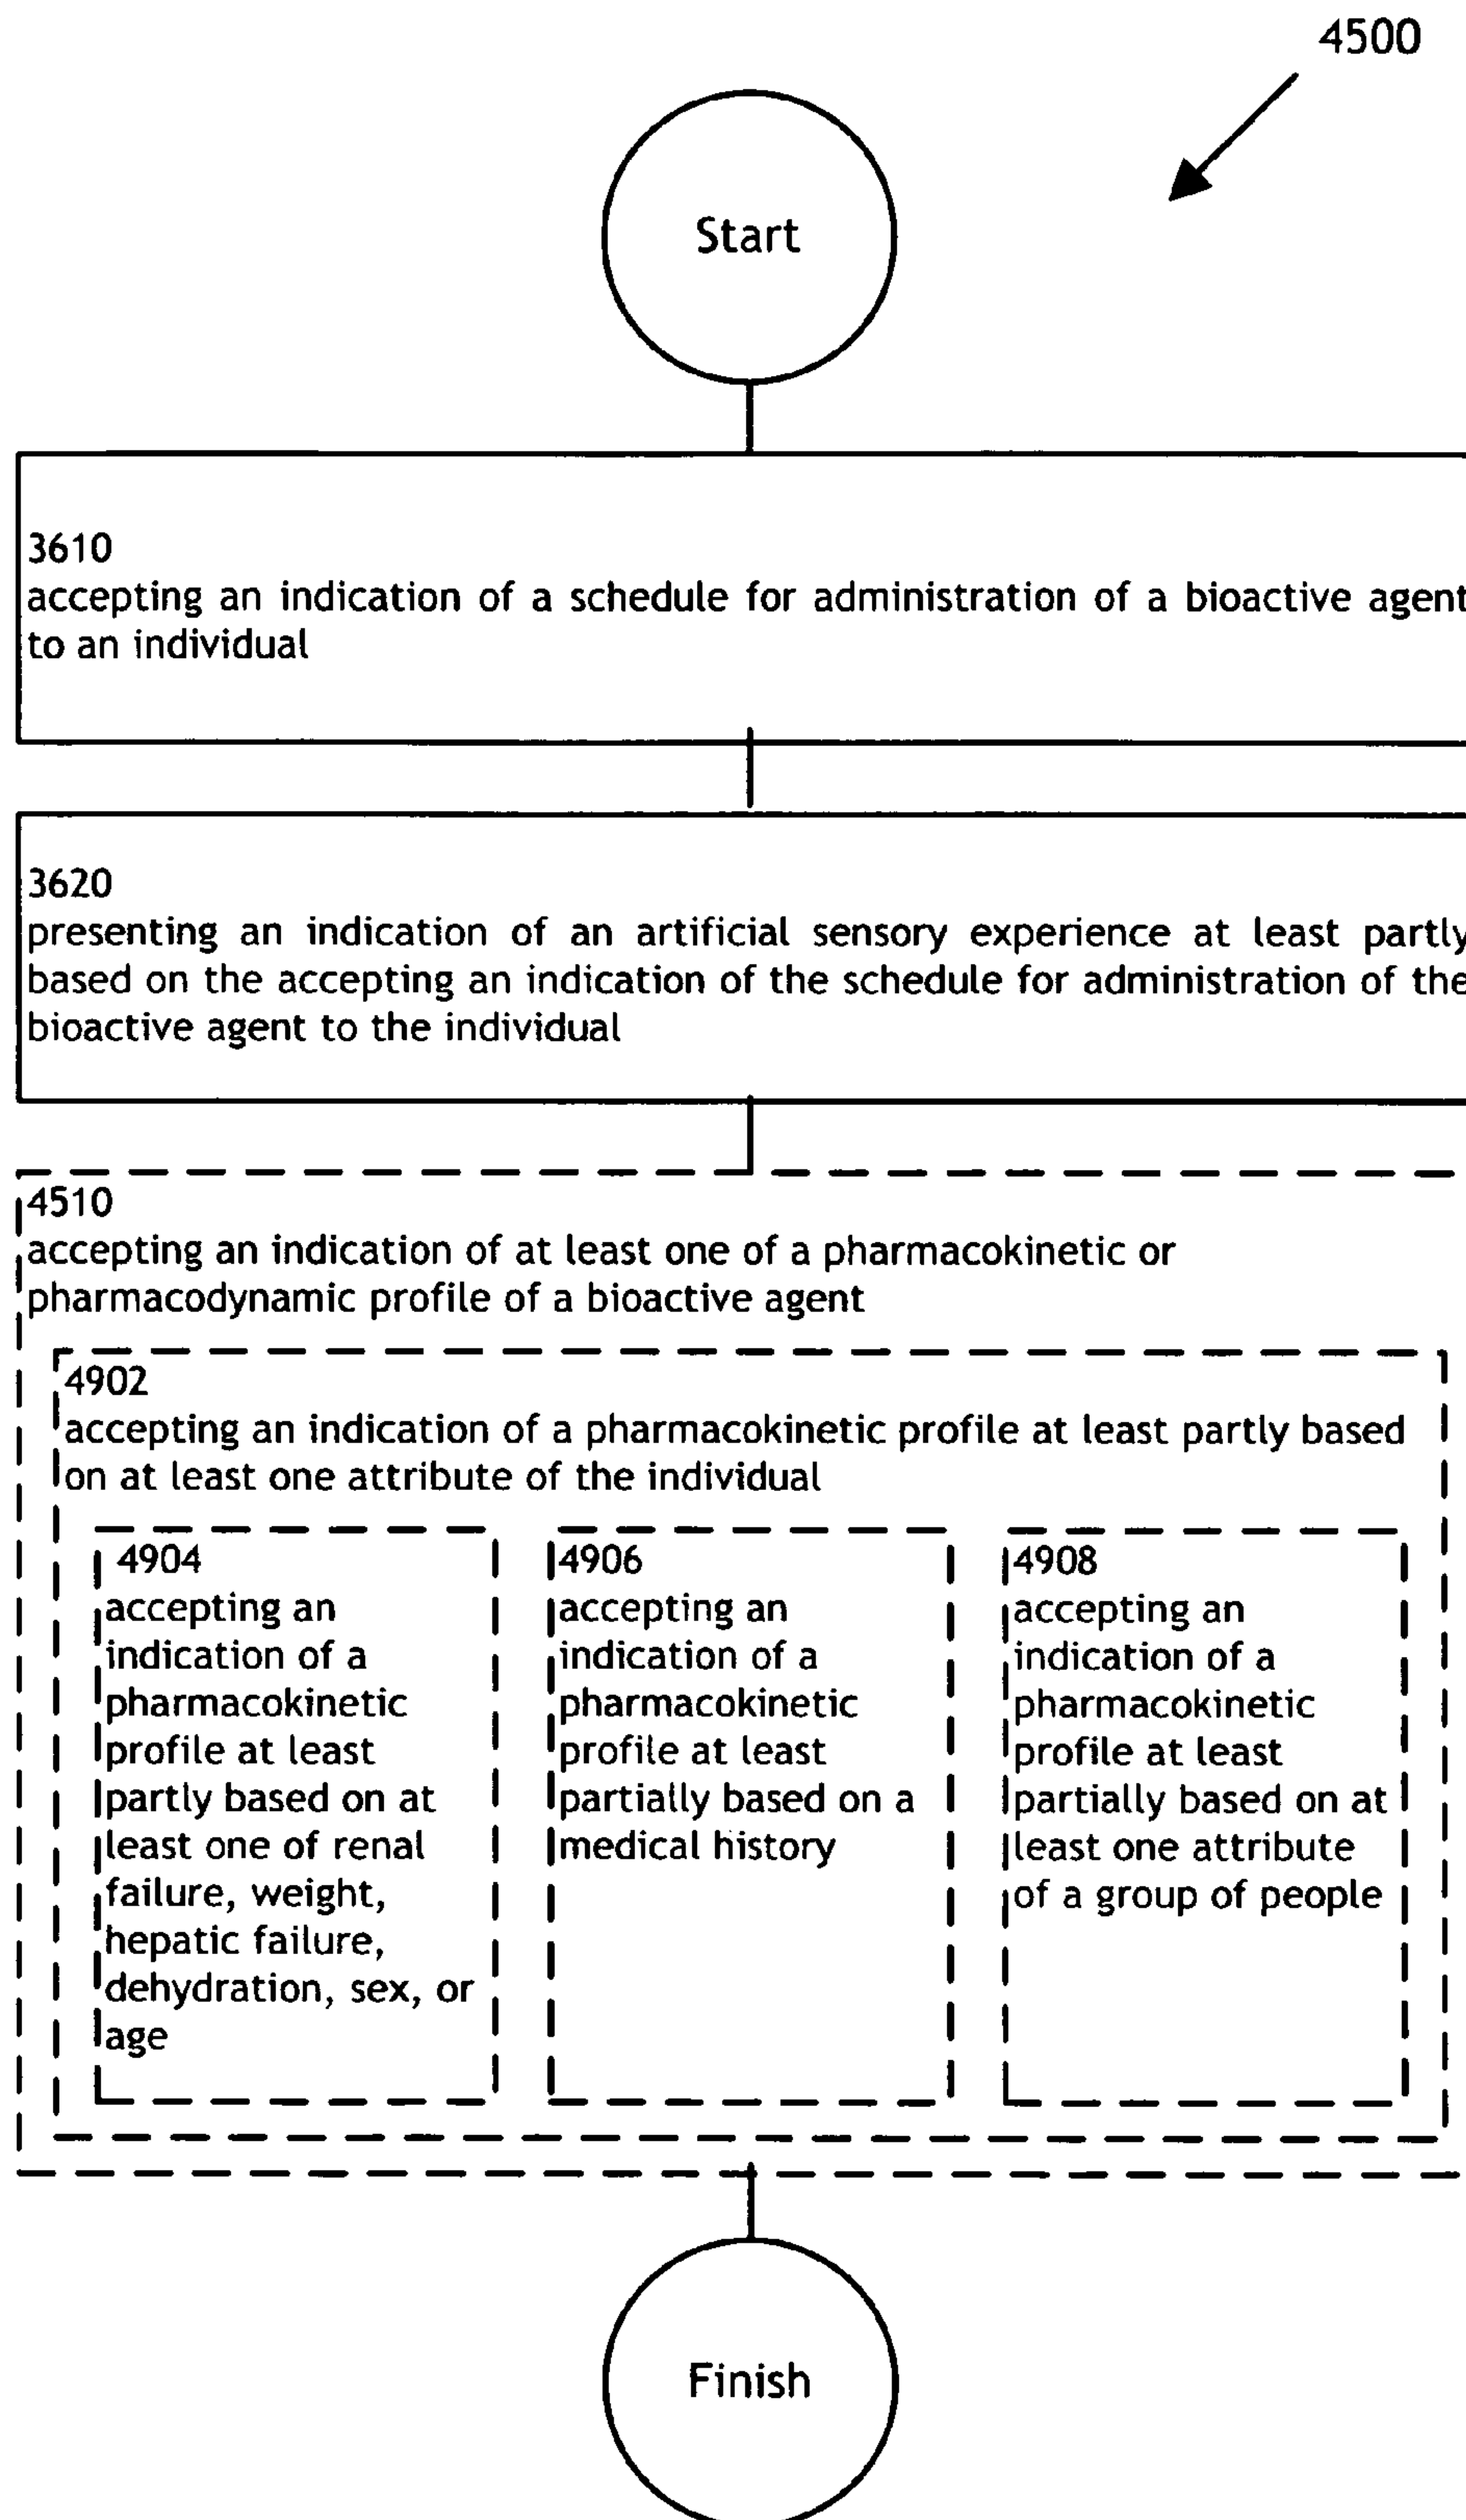 4500
Start
3610
accepting an indication of a schedule for administration of a bioactive agent
to an individual
3620
presenting an indication of an artificial sensory experience at least partly
based on the accepting an indication of the schedule for administration of the
bioactive agent to the individual
4510
accepting an indication of at least one of a pharmacokinetic or
pharmacodynamic profile of a bioactive agent
4902
accepting an indication of a pharmacokinetic profile at least partly based
on at least one attribute of the individual
4904
accepting an
indication of a
pharmacokinetic
profile at least
partly based on at
least one of renal
failure, weight,
hepatic failure,
dehydration, sex, or
age
4906
accepting an
indication of a
pharmacokinetic
profile at least
partially based on a
medical history
4908
accepting an
indication of a
pharmacokinetic
profile at least
partially based on at
least one attribute
of a group of people
Finish